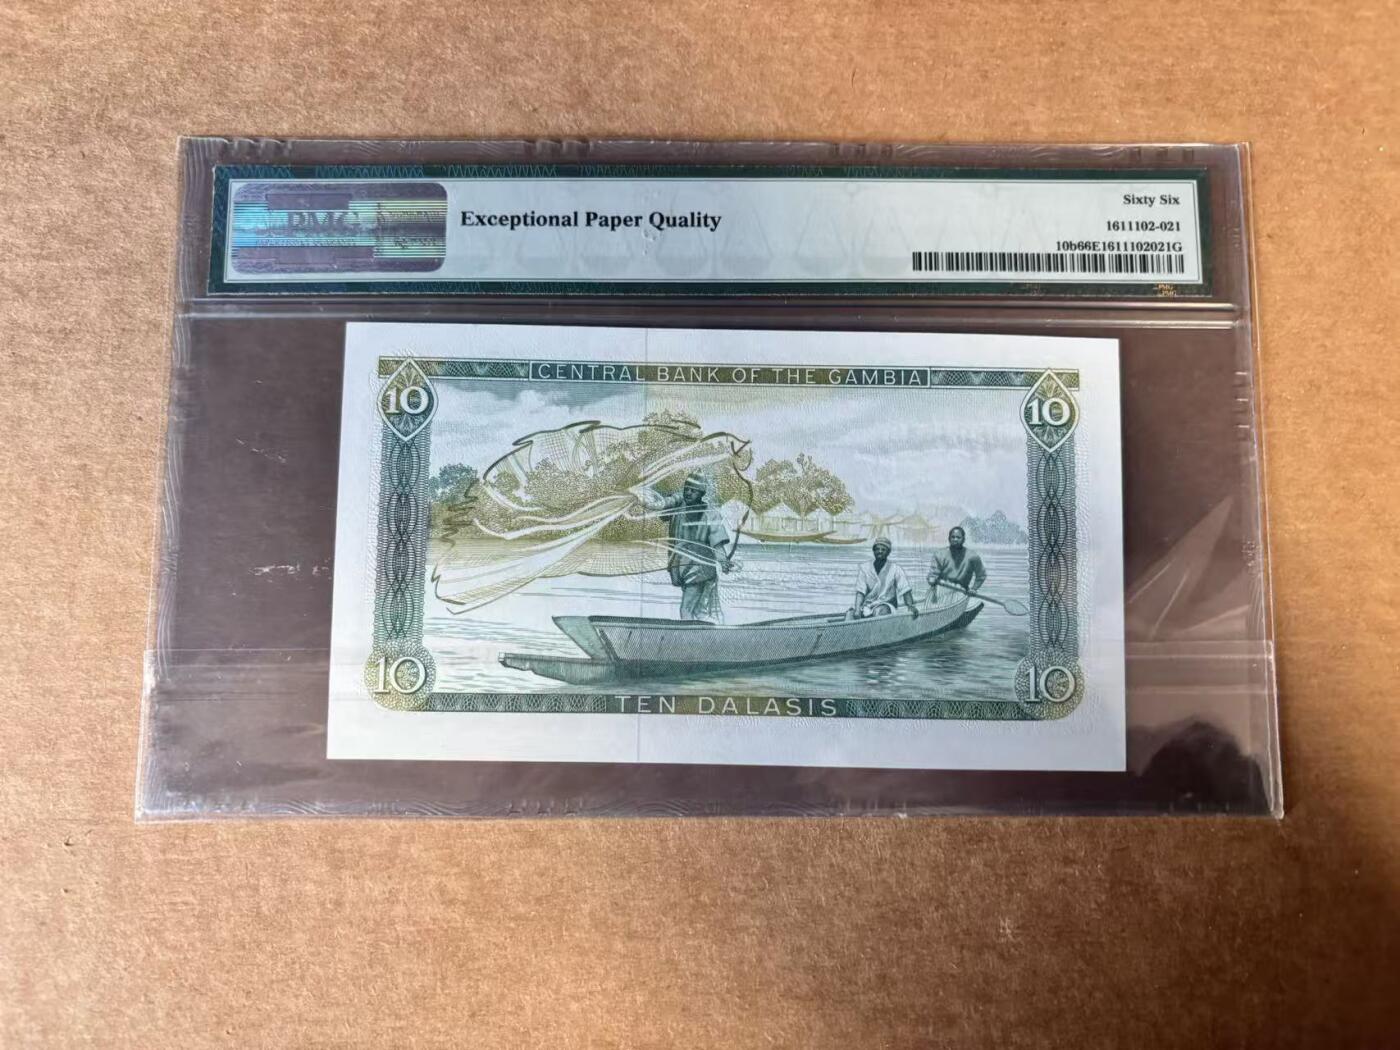 PMG
Exceptional Paper Quality
Sixty Six
1611102-021
10b66E1611102021G
CENTRAL BANK OF THE GAMBIA
10
10
10
10
TEN DALASIS